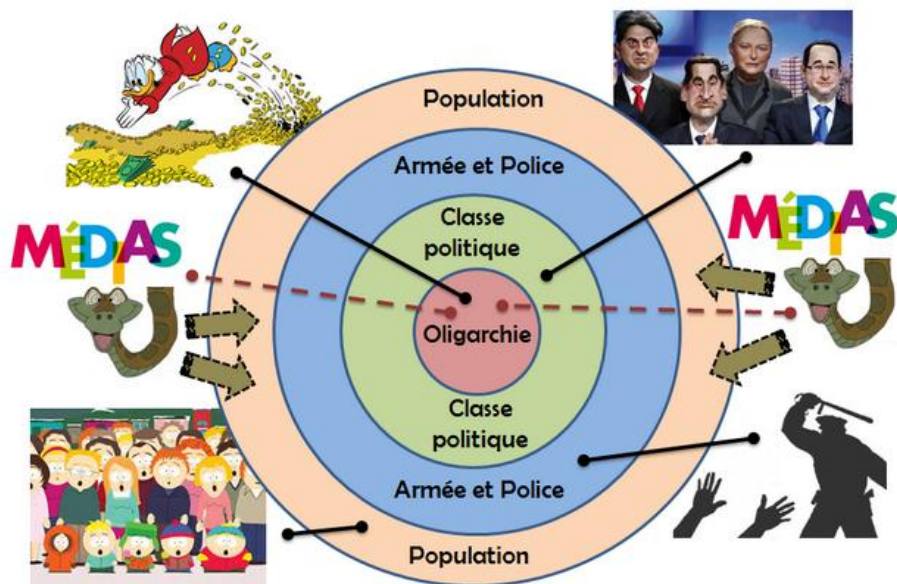 Population
Armée et Police
Classe
politique
MÉDIAS
MÉDIAS
Oligarchie
Classe
politique
Armée et Police
Population